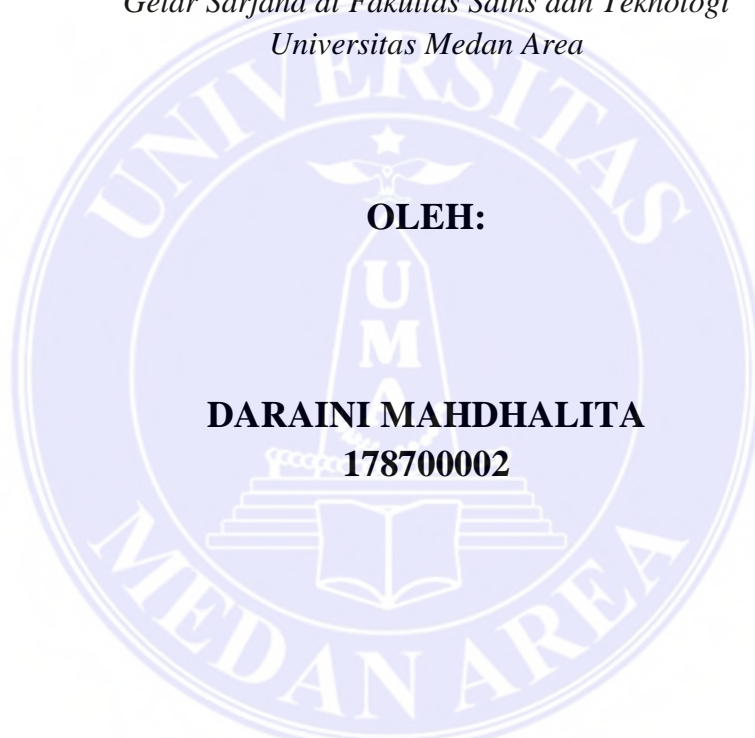 Gelar Sarjana di Fakultas Sains dan Teknologi
Universitas Medan Area
OLEH:
DARAINI MAHDHALITA
178700002
UNIVERSITAS
UMA
MEDAN AREA